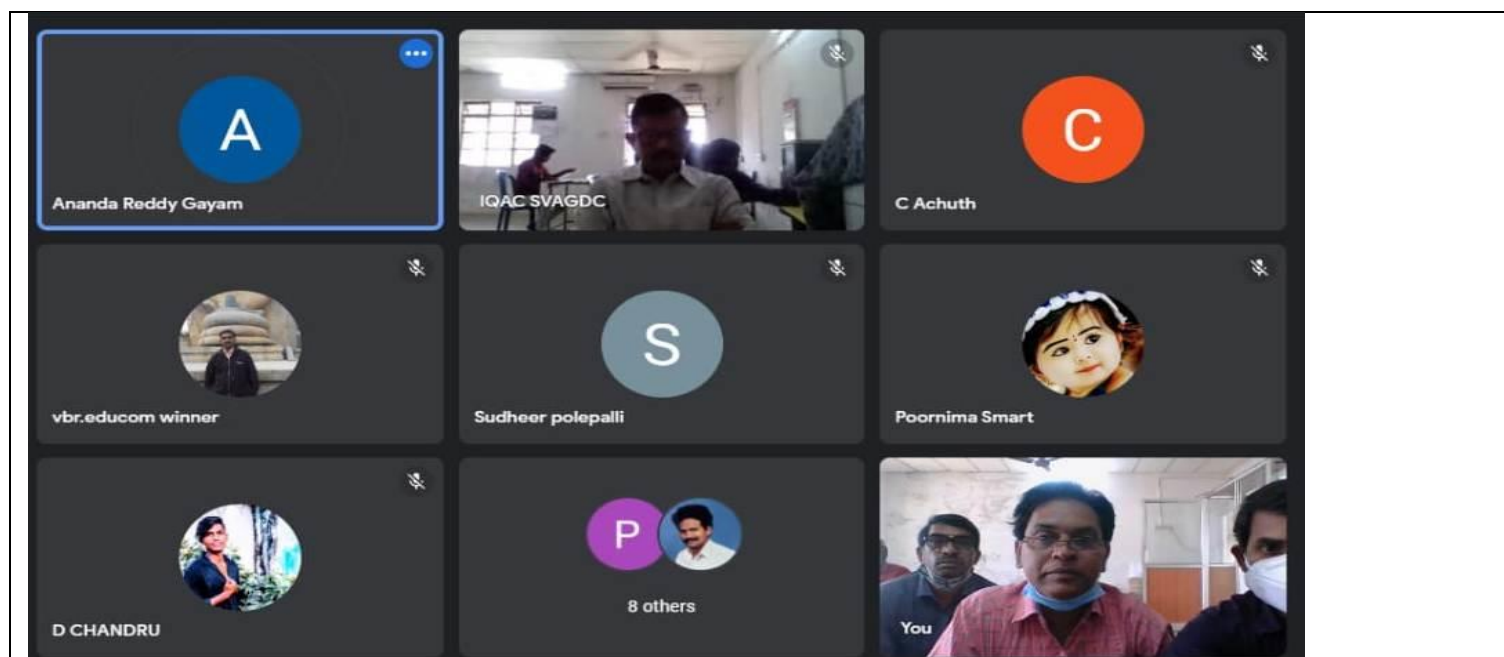 A
Ananda Reddy Gayam
IQAC SVAGDC
C
C Achuth
vbr.educom winner
S
Sudheer polepalli
Poornima Smart
D CHANDRU
P
8 others
You